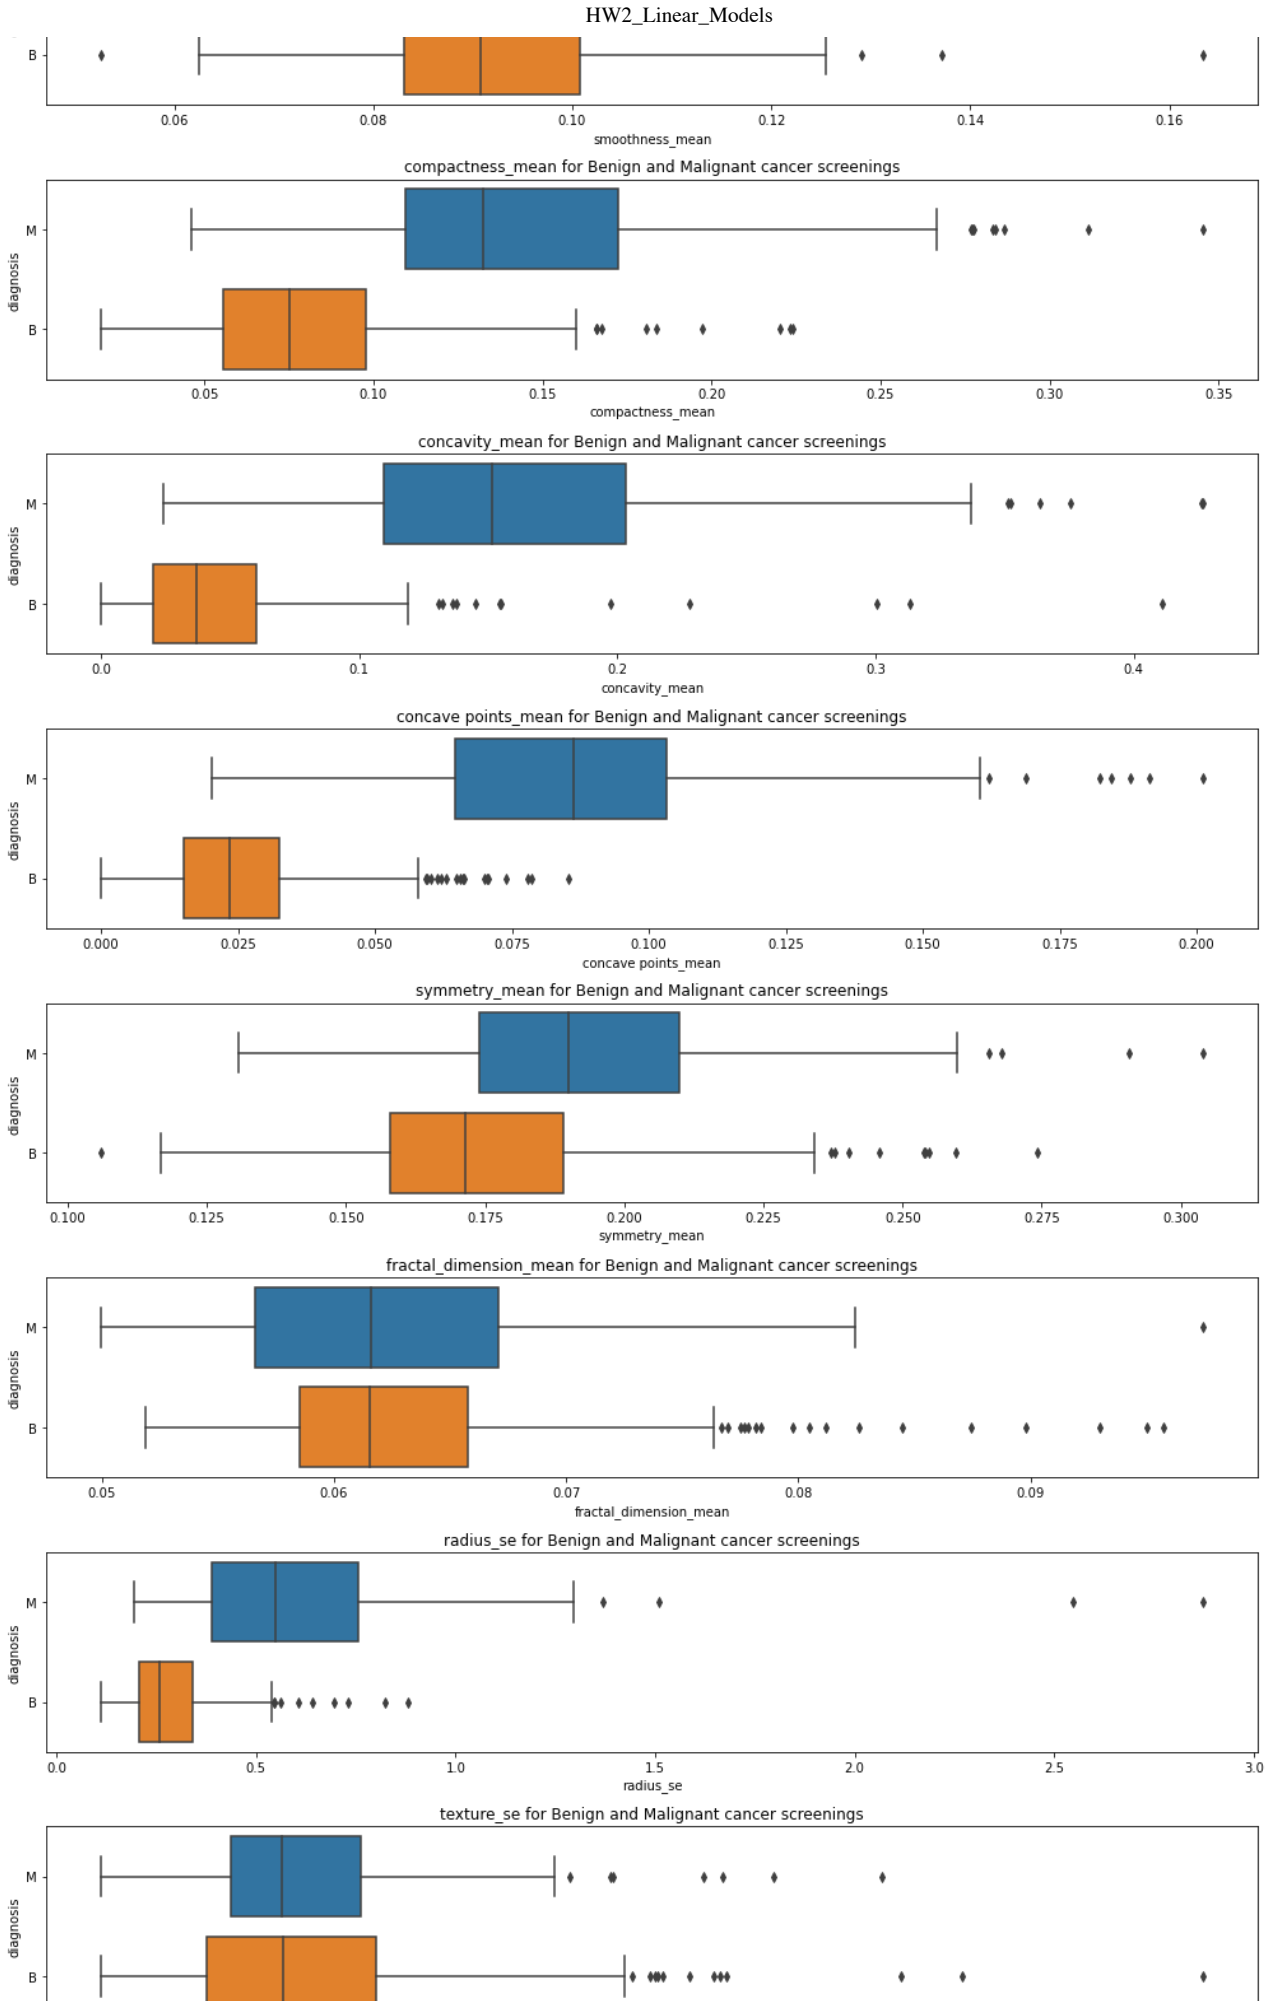 HW2_Linear_Models
B
0.06 0.08 0.10 0.12 0.14 0.16
smoothness_mean
compactness_mean for Benign and Malignant cancer screenings
M
diagnosis
B
0.05 0.10 0.15 0.20 0.25 0.30 0.35
compactness_mean
concavity_mean for Benign and Malignant cancer screenings
M
diagnosis
B
0.0 0.1 0.2 0.3 0.4
concavity_mean
concave points_mean for Benign and Malignant cancer screenings
M
diagnosis
B
0.000 0.025 0.050 0.075 0.100 0.125 0.150 0.175 0.200
concave points_mean
symmetry_mean for Benign and Malignant cancer screenings
M
diagnosis
B
0.100 0.125 0.150 0.175 0.200 0.225 0.250 0.275 0.300
symmetry_mean
fractal_dimension_mean for Benign and Malignant cancer screenings
M
diagnosis
B
0.05 0.06 0.07 0.08 0.09
fractal_dimension_mean
radius_se for Benign and Malignant cancer screenings
M
diagnosis
B
0.0 0.5 1.0 1.5 2.0 2.5 3.0
radius_se
texture_se for Benign and Malignant cancer screenings
M
diagnosis
B